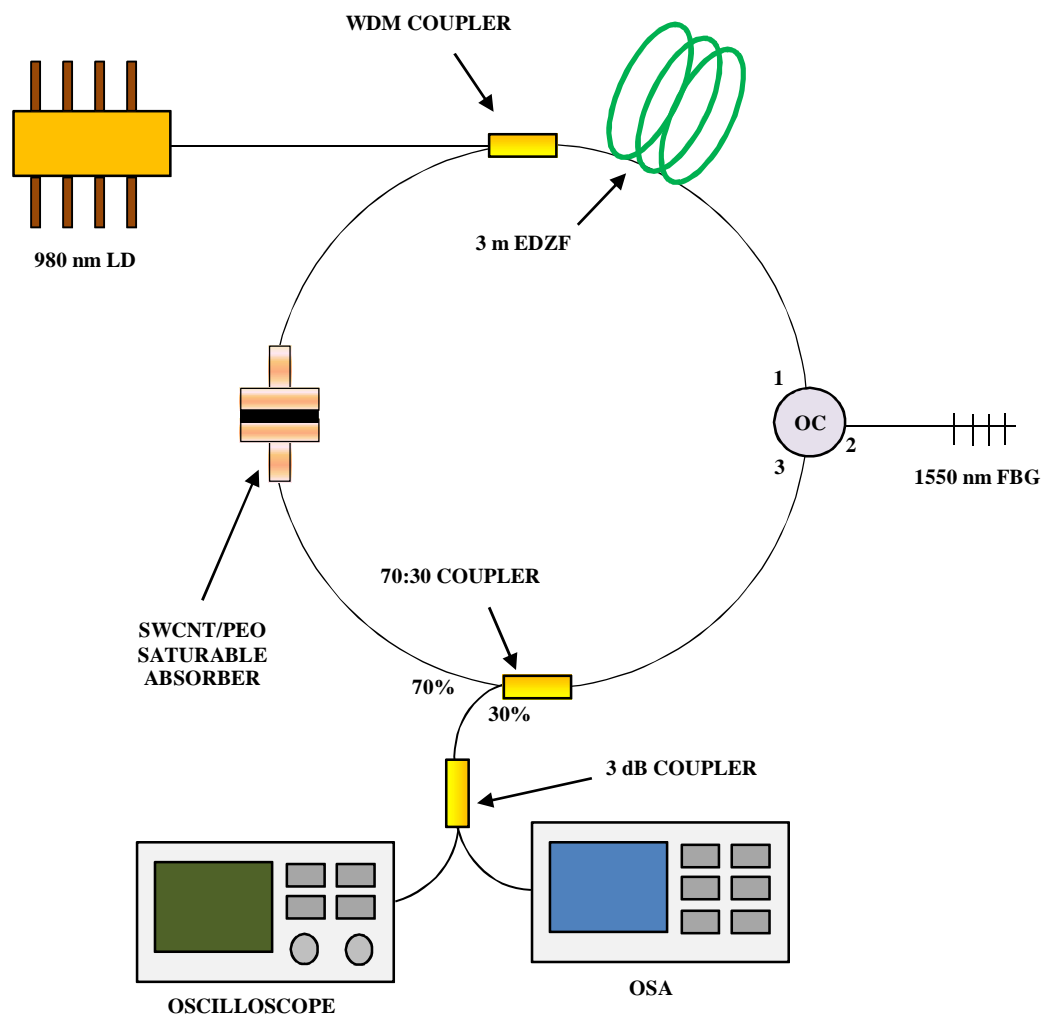 WDM COUPLER
3 m EDZF
980 nm LD
1
OC
2
3
1550 nm FBG
70:30 COUPLER
SWCNT/PEO
SATURABLE
ABSORBER
70%
30%
3 dB COUPLER
OSCILLOSCOPE
OSA